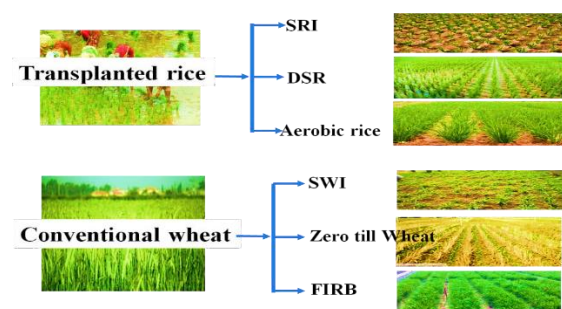 SRI
Transplanted rice
DSR
Aerobic rice
SWI
Conventional wheat
Zero till Wheat
FIRB